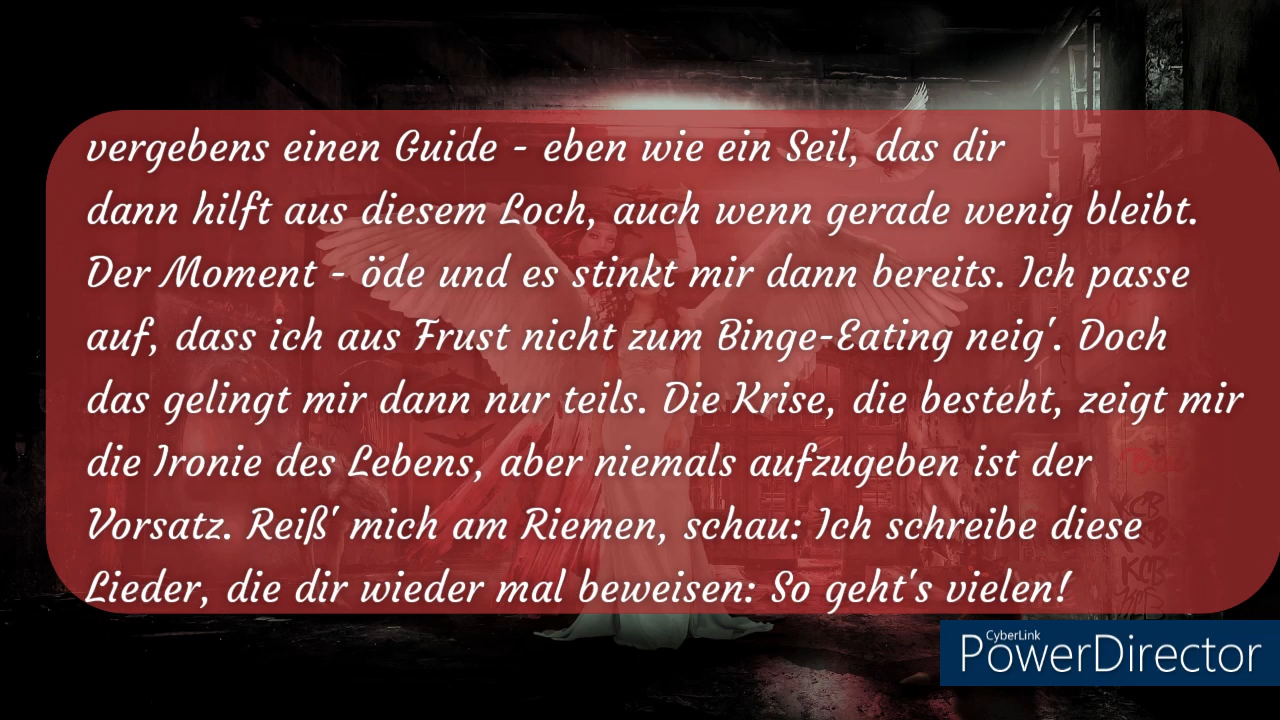 vergebens einen Guide - eben wie ein Seil, das dir
dann hilft aus diesem Loch, auch wenn gerade wenig bleibt.
Der Moment - öde und es stinkt mir dann bereits. Ich passe
auf, dass ich aus Frust nicht zum Binge-Eating neig'. Doch
das gelingt mir dann nur teils. Die Krise, die besteht, zeigt mir
die Ironie des Lebens, aber niemals aufzugeben ist der
Vorsatz. Reiß' mich am Riemen, schau: Ich schreibe diese
Lieder, die dir wieder mal beweisen: So geht's vielen!
KCB
CyberLink
PowerDirector